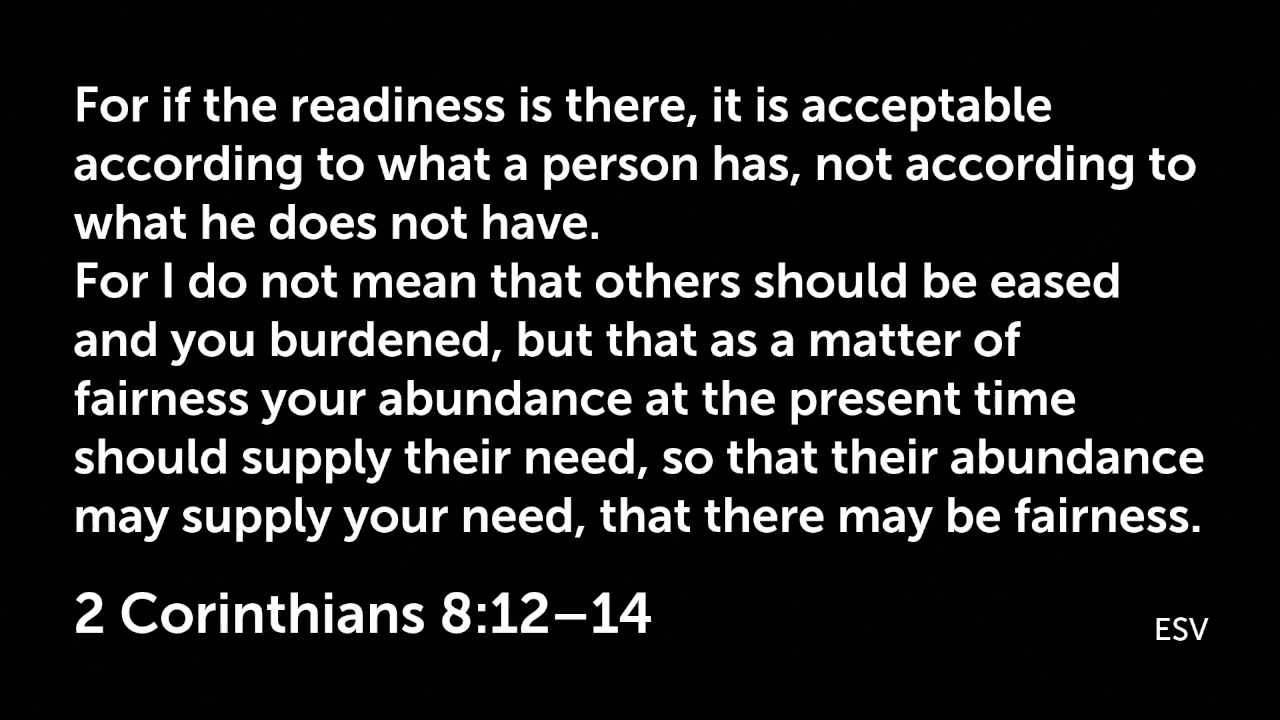 For if the readiness is there, it is acceptable
according to what a person has, not according to
what he does not have.
For I do not mean that others should be eased
and you burdened, but that as a matter of
fairness your abundance at the present time
should supply their need, so that their abundance
may supply your need, that there may be fairness.
2 Corinthians 8:12–14
ESV